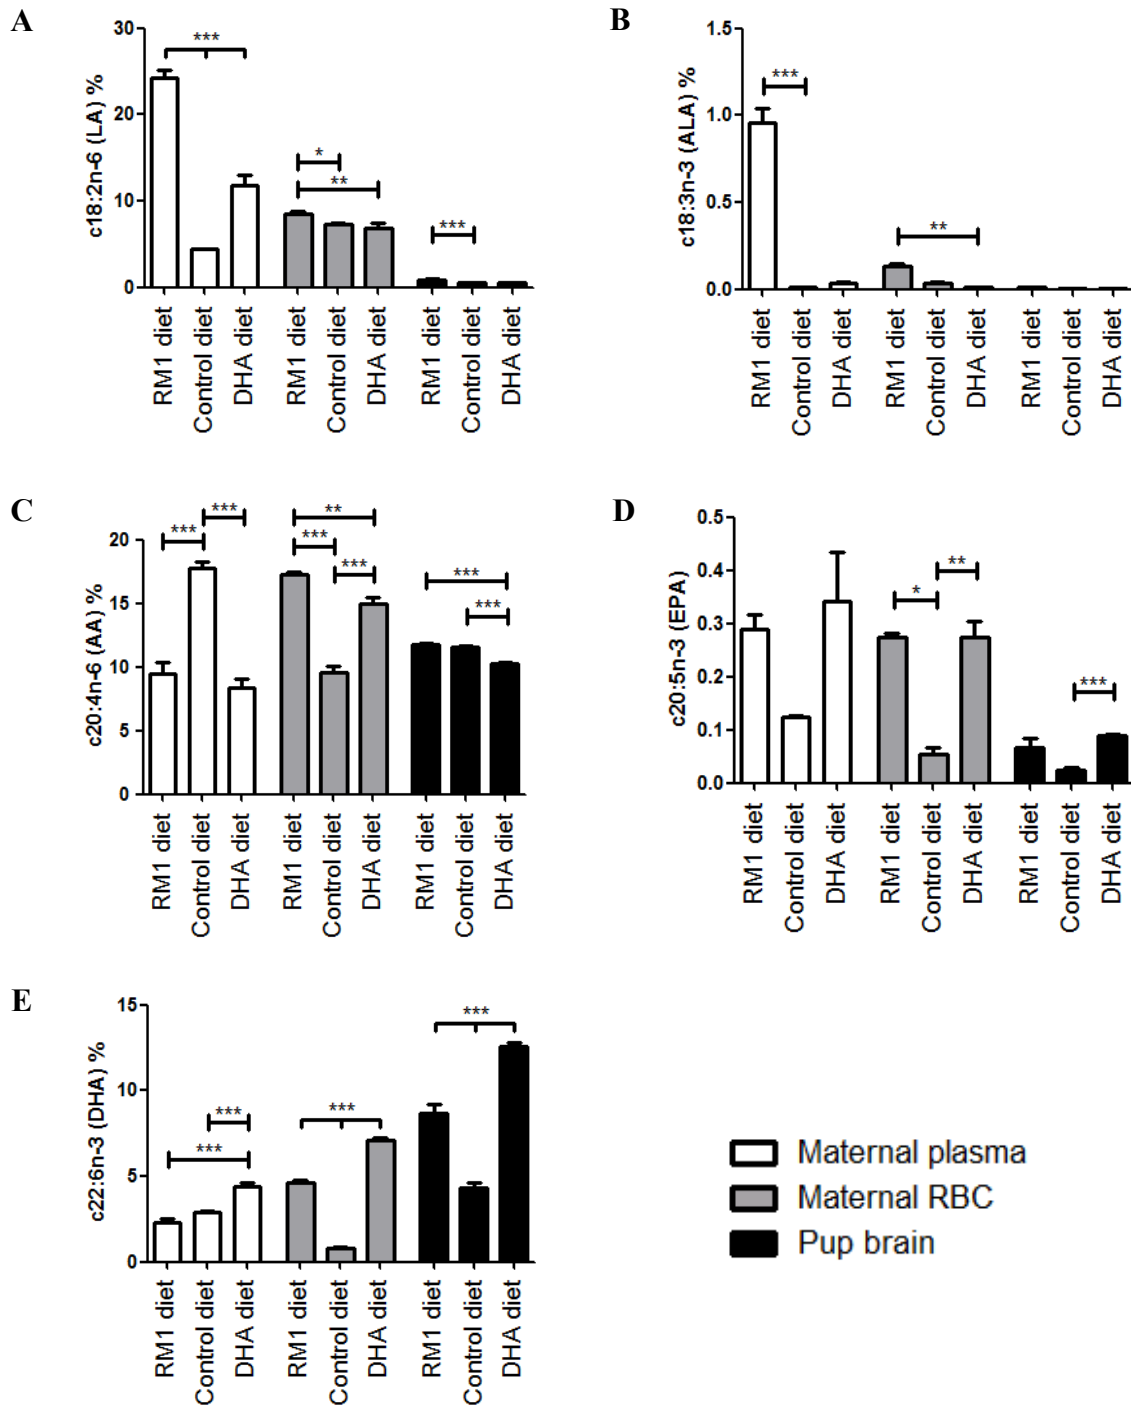 A
c18:2n-6 (LA) %
30
20
10
0
***
*
**
***
RM1 diet
Control diet
DHA diet
RM1 diet
Control diet
DHA diet
RM1 diet
Control diet
DHA diet
B
c18:3n-3 (ALA) %
1.5
1.0
0.5
0.0
***
**
RM1 diet
Control diet
DHA diet
RM1 diet
Control diet
DHA diet
RM1 diet
Control diet
DHA diet
C
c20:4n-6 (AA) %
20
15
10
5
0
***
***
**
***
***
***
***
RM1 diet
Control diet
DHA diet
RM1 diet
Control diet
DHA diet
RM1 diet
Control diet
DHA diet
D
c20:5n-3 (EPA)
0.5
0.4
0.3
0.2
0.1
0.0
*
**
***
RM1 diet
Control diet
DHA diet
RM1 diet
Control diet
DHA diet
RM1 diet
Control diet
DHA diet
E
c22:6n-3 (DHA) %
15
10
5
0
***
***
***
***
RM1 diet
Control diet
DHA diet
RM1 diet
Control diet
DHA diet
RM1 diet
Control diet
DHA diet
Maternal plasma
Maternal RBC
Pup brain